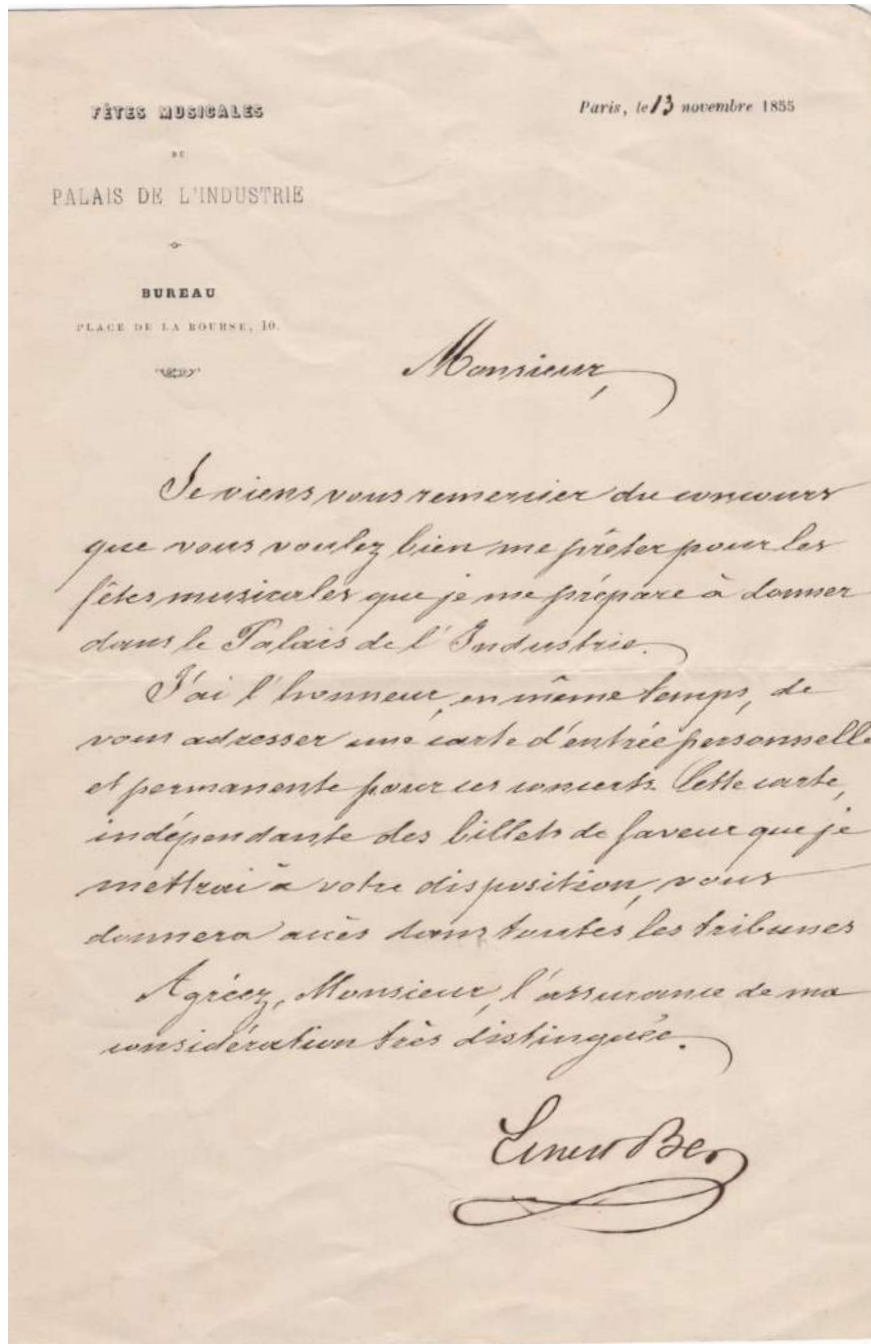 FÊTES MUSICALES
DU
PALAIS DE L'INDUSTRIE
BUREAU
PLACE DE LA BOURSE, 10.
Paris, le 13 novembre 1855
Monsieur,
Je viens vous remercier du concours
que vous voulez bien me prêter pour les
fêtes musicales que je me prépare à donner
dans le Palais de l'Industrie.
J'ai l'honneur, en même temps, de
vous adresser une carte d'entrée personnelle
et permanente pour ces concerts. Cette carte,
indépendante des billets de faveur que je
mettrai à votre disposition, vous
donnera accès dans toutes les tribunes
Agréez, Monsieur, l'assurance de ma
considération très distinguée.
Ber